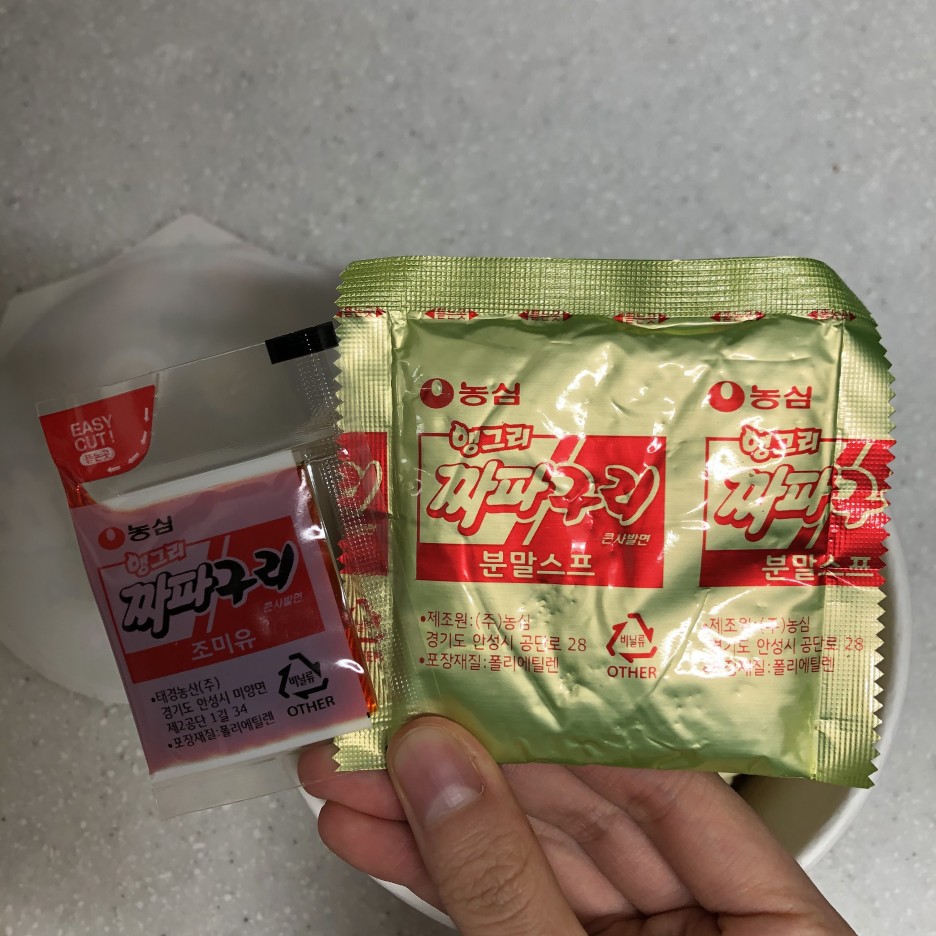 EASY
CUT!
뜯는곳
농심
앵그리
짜파구리
큰사발면
조미유
•태경농산(주)
경기도 안성시 미양면
제2공단 1길 34
•포장재질:폴리에틸렌
비닐류
OTHER
농심
앵그리
짜파구리
큰사발면
분말스프
•제조원:(주)농심
경기도 안성시 공단로 28
•포장재질:폴리에틸렌
비닐류
OTHER
농심
앵그리
짜파구
분말스프
•제조원:(주)농심
경기도 안성시 공단로 28
•포장재질:폴리에틸렌